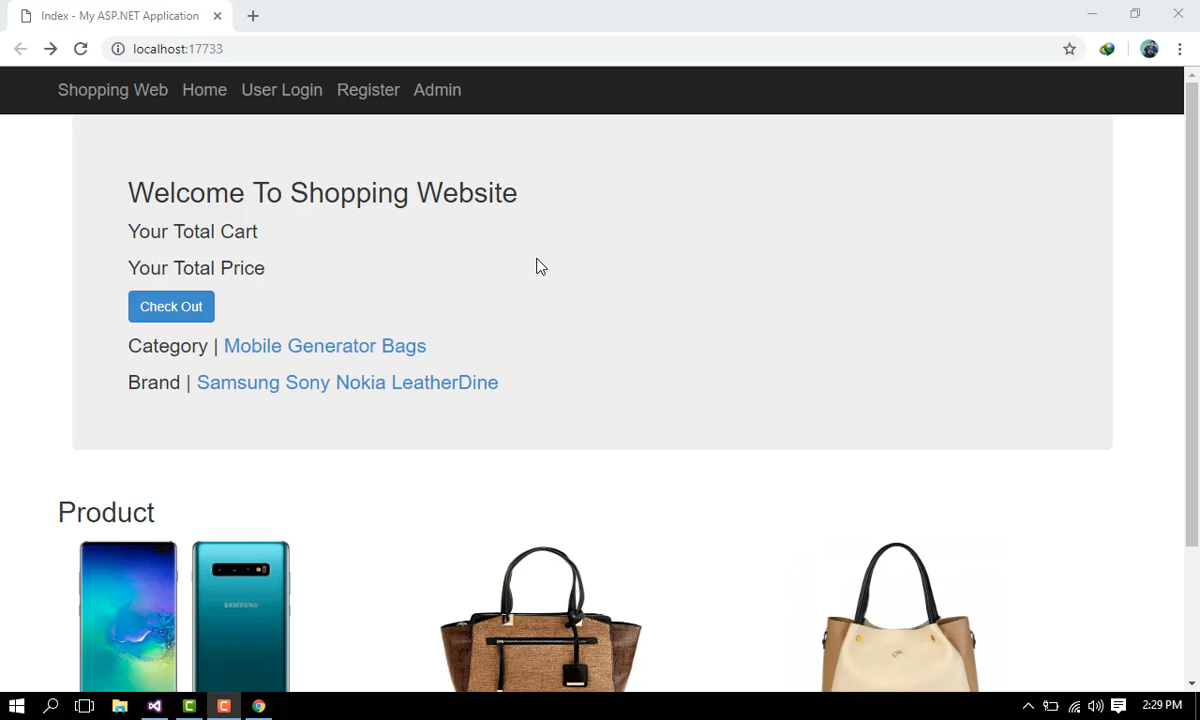 Index - My ASP.NET Application
localhost:17733
Shopping Web Home User Login Register Admin
Welcome To Shopping Website
Your Total Cart
Your Total Price
Check Out
Category | Mobile Generator Bags
Brand | Samsung Sony Nokia LeatherDine
Product
SAMSUNG
2:29 PM